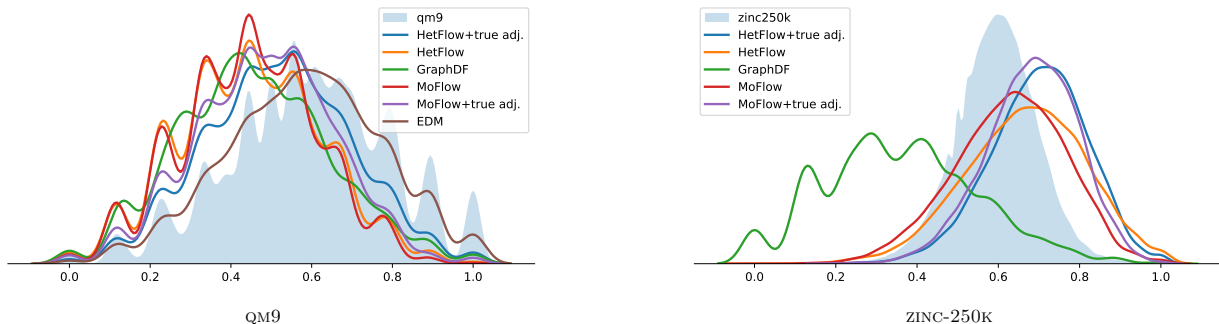 qm9
HetFlow+true adj.
HetFlow
GraphDF
MoFlow
MoFlow+true adj.
EDM
0.0 0.2 0.4 0.6 0.8 1.0
QM9
zinc250k
HetFlow+true adj.
HetFlow
GraphDF
MoFlow
MoFlow+true adj.
0.0 0.2 0.4 0.6 0.8 1.0
ZINC-250K